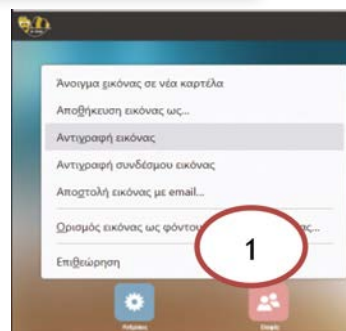 Άνοιγμα εικόνας σε νέα καρτέλα
Αποθήκευση εικόνας ως...
Αντιγραφή εικόνας
Αντιγραφή συνδέσμου εικόνας
Αποστολή εικόνας με email...
Ορισμός εικόνας ως φόντου ας...
Επιθεώρηση
1